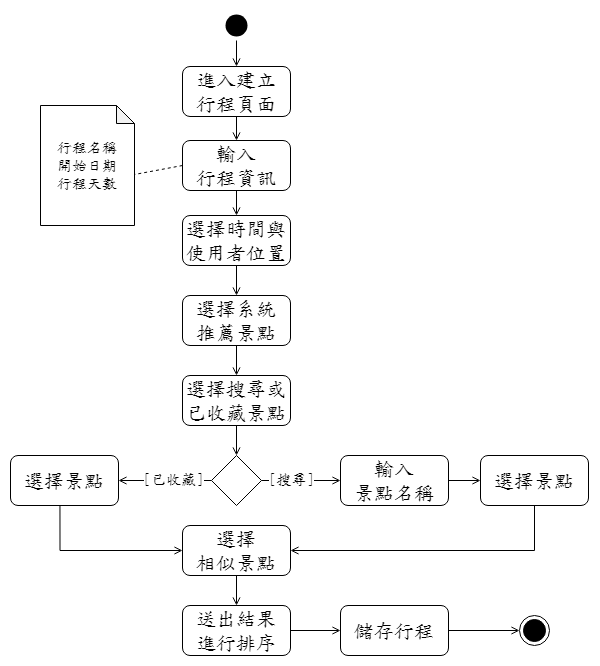 進入建立
行程頁面
行程名稱
開始日期
行程天數
輸入
行程資訊
選擇時間與
使用者位置
選擇系統
推薦景點
選擇搜尋或
已收藏景點
選擇景點
[已收藏]
[搜尋]
輸入
景點名稱
選擇景點
選擇
相似景點
送出結果
進行排序
儲存行程